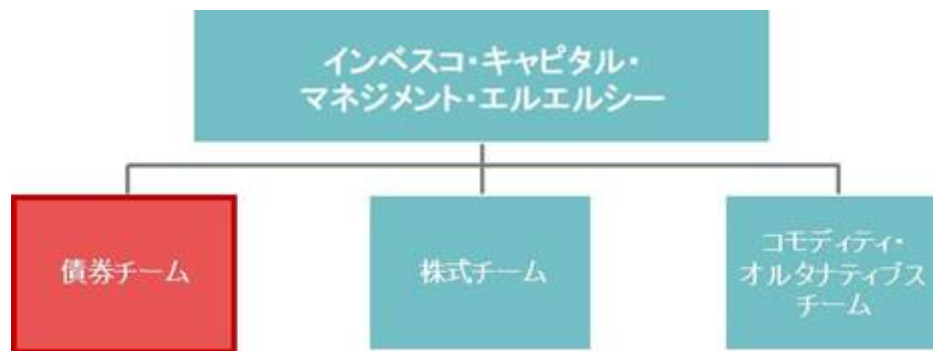 インベスコ・キャピタル・
マネジメント・エルエルシー
債券チーム
株式チーム
コモディティ・
オルタナティブス
チーム